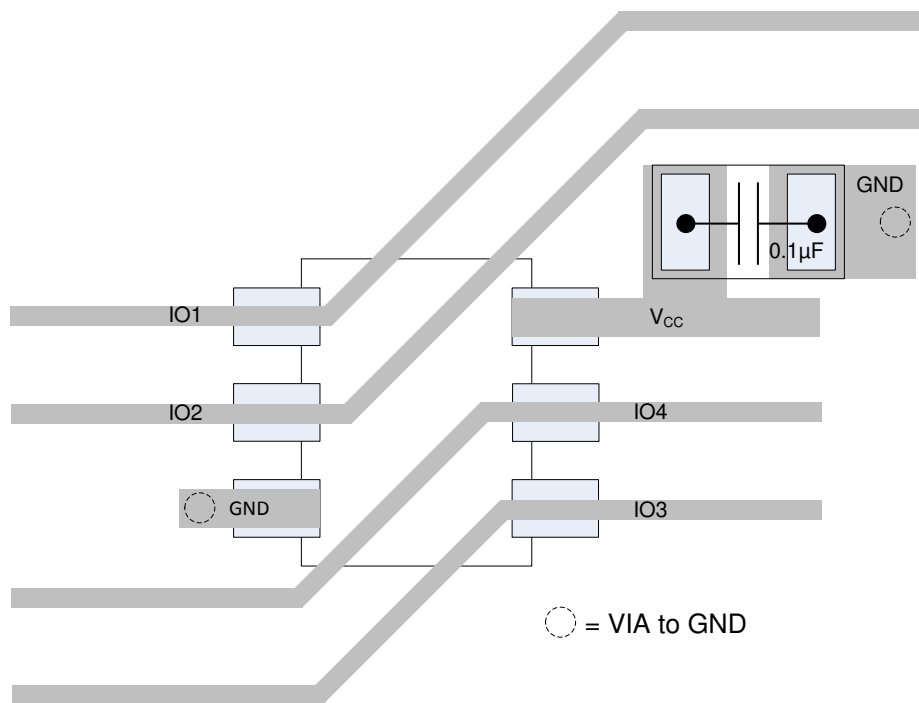 GND
0.1µF
IO1
VCC
IO2
IO4
GND
IO3
= VIA to GND